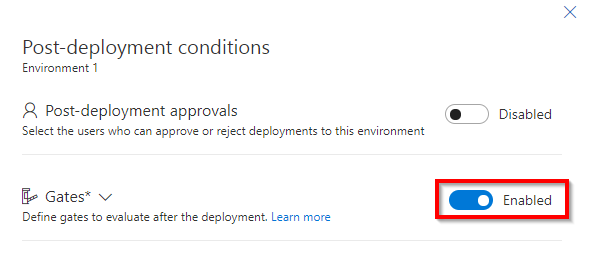 Post-deployment conditions
Environment 1
Post-deployment approvals
Disabled
Select the users who can approve or reject deployments to this environment
Gates*
Enabled
Define gates to evaluate after the deployment. Learn more